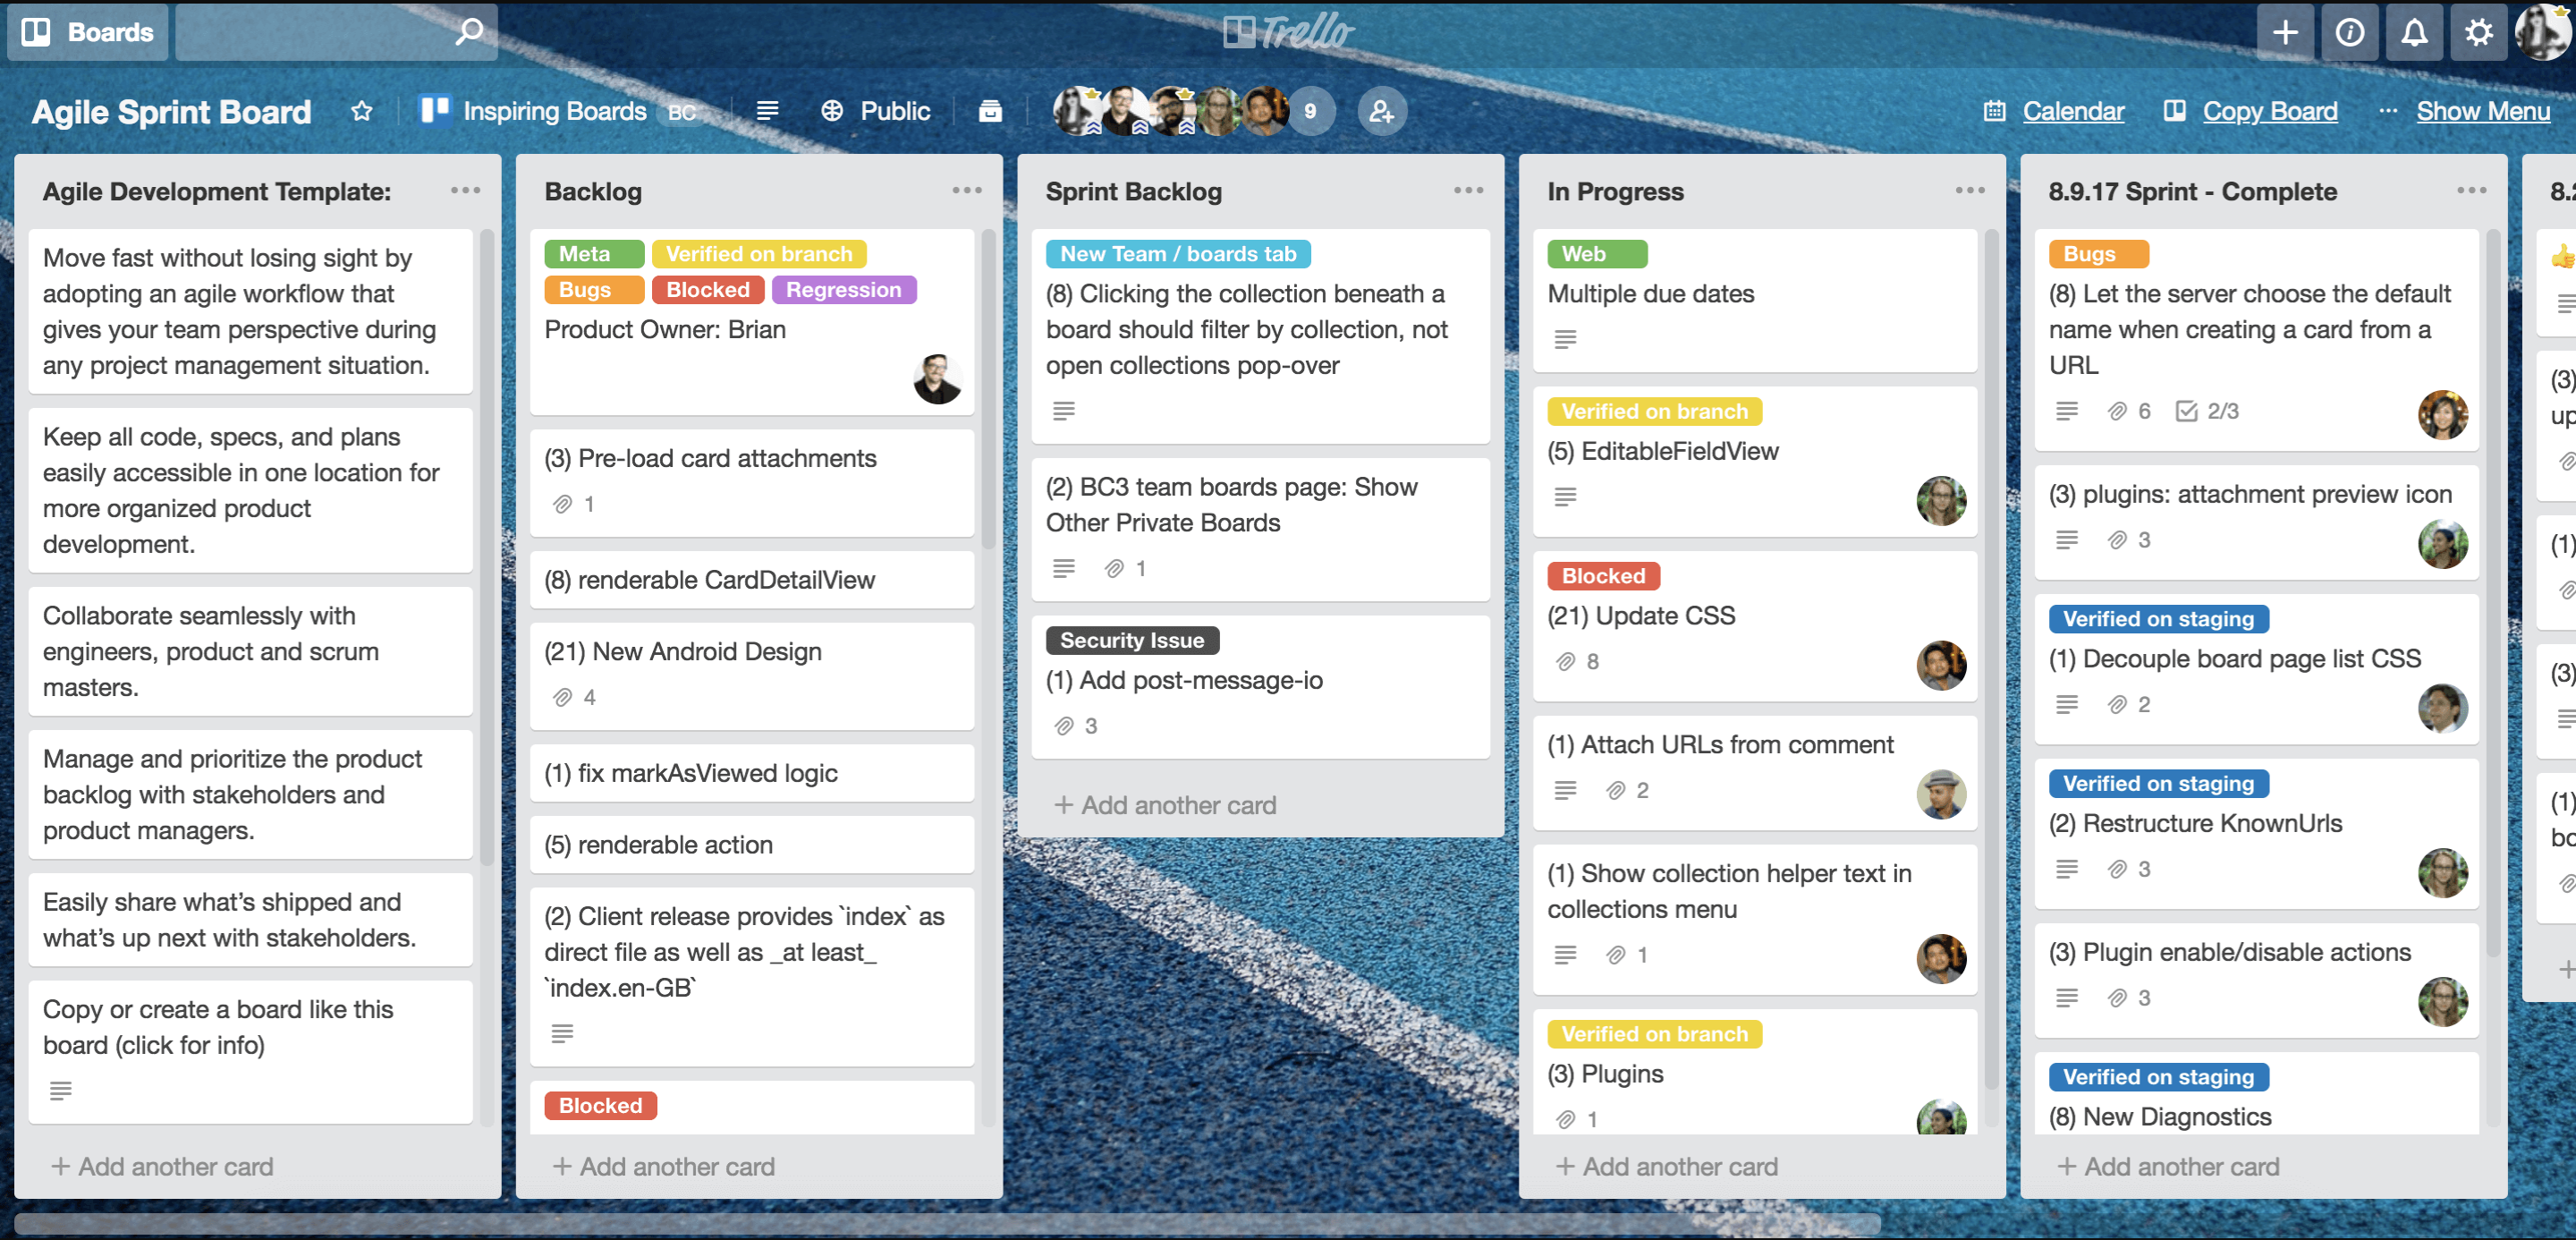 Boards
Trello
Agile Sprint Board
Inspiring Boards BC
Public
9
Calendar
Copy Board
Show Menu
Agile Development Template:
Move fast without losing sight by
adopting an agile workflow that
gives your team perspective during
any project management situation.
Keep all code, specs, and plans
easily accessible in one location for
more organized product
development.
Collaborate seamlessly with
engineers, product and scrum
masters.
Manage and prioritize the product
backlog with stakeholders and
product managers.
Easily share what’s shipped and
what’s up next with stakeholders.
Copy or create a board like this
board (click for info)
+ Add another card
Backlog
Meta Verified on branch
Bugs Blocked Regression
Product Owner: Brian
(3) Pre-load card attachments
1
(8) renderable CardDetailView
(21) New Android Design
4
(1) fix markAsViewed logic
(5) renderable action
(2) Client release provides `index` as
direct file as well as _at least_
`index.en-GB`
Blocked
+ Add another card
Sprint Backlog
New Team / boards tab
(8) Clicking the collection beneath a
board should filter by collection, not
open collections pop-over
(2) BC3 team boards page: Show
Other Private Boards
1
Security Issue
(1) Add post-message-io
3
+ Add another card
In Progress
Web
Multiple due dates
Verified on branch
(5) EditableFieldView
Blocked
(21) Update CSS
8
(1) Attach URLs from comment
2
(1) Show collection helper text in
collections menu
1
Verified on branch
(3) Plugins
1
+ Add another card
8.9.17 Sprint - Complete
Bugs
(8) Let the server choose the default
name when creating a card from a
URL
6 2/3
(3) plugins: attachment preview icon
3
Verified on staging
(1) Decouple board page list CSS
2
Verified on staging
(2) Restructure KnownUrls
3
(3) Plugin enable/disable actions
3
Verified on staging
(8) New Diagnostics
+ Add another card
(3)
up
(1)
(3)
(1)
+